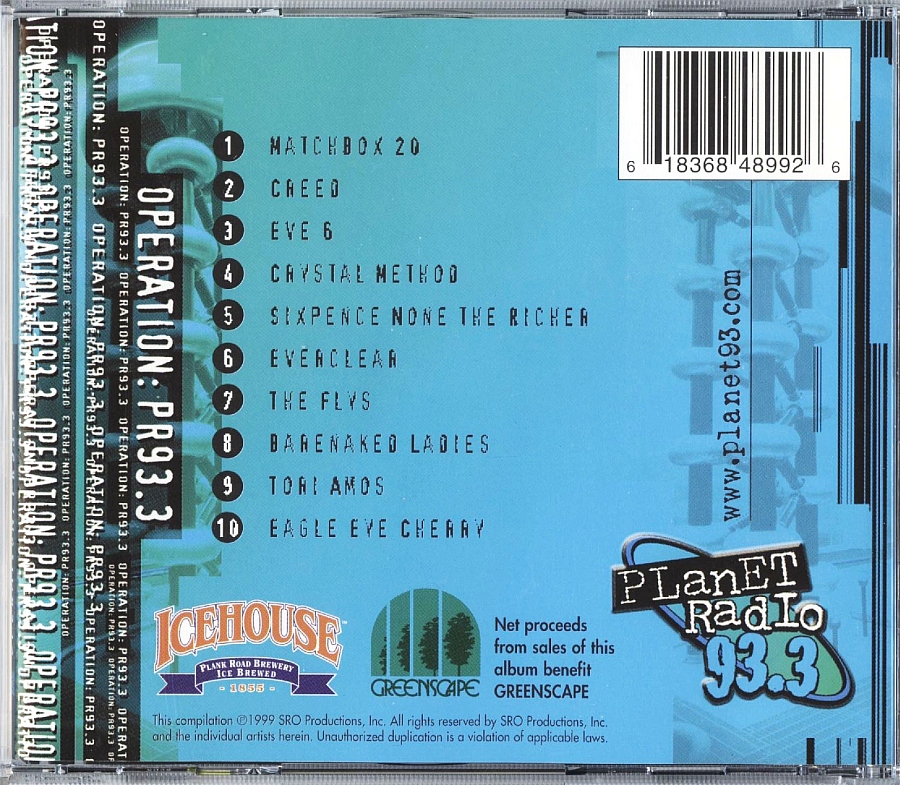 OPERATION: PR93.3
1 MATCHBOX 20
2 CREED
3 EVE 6
4 CRYSTAL METHOD
5 SIXPENCE NONE THE RICHER
6 EVERCLEAR
7 THE FLYS
8 BARENAKED LADIES
9 TORI AMOS
10 EAGLE EYE CHERRY
6 18368 48992 6
www.planet93.com
PLanET
RadIo
93.3
ICEHOUSE
PLANK ROAD BREWERY
ICE BREWED
- 1855 -
GREENSCAPE
Net proceeds
from sales of this
album benefit
GREENSCAPE
This compilation ℗1999 SRO Productions, Inc. All rights reserved by SRO Productions, Inc.
and the individual artists herein. Unauthorized duplication is a violation of applicable laws.